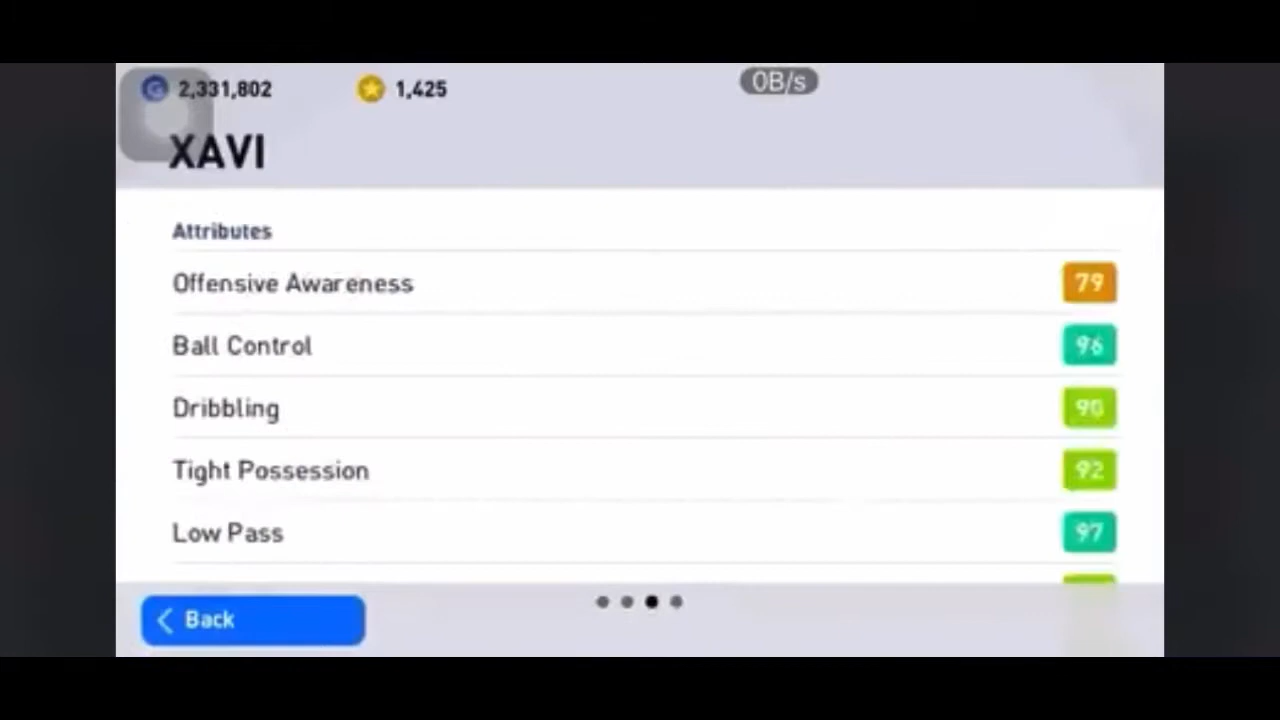 2,331,802 1,425 0B/s
XAVI
Attributes
Offensive Awareness 79
Ball Control 96
Dribbling 90
Tight Possession 92
Low Pass 97
Back